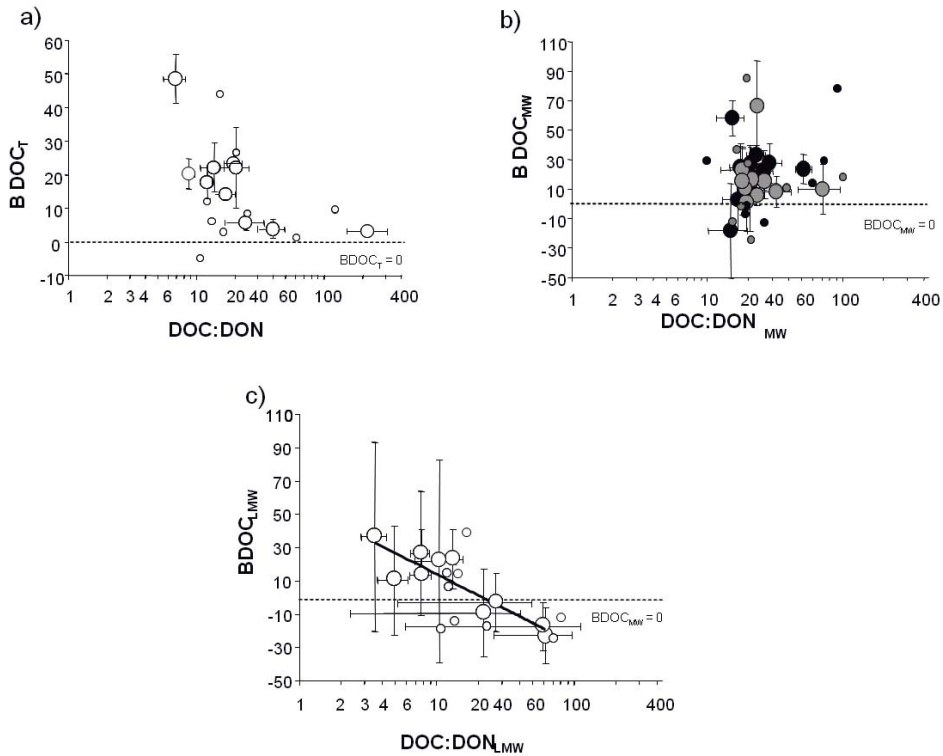 a)
60
50
40
30
20
10
0
-10
B DOC_T
BDOC_T = 0
1 2 3 4 6 10 20 40 100 200 400
DOC:DON
b)
110
90
70
50
30
10
-10
-30
-50
B DOC_MW
BDOC_MW = 0
1 2 3 4 6 10 20 40 60 100 400
DOC:DON_MW
c)
110
90
70
50
30
10
-10
-30
-50
BDOC_LMW
BDOC_MW = 0
1 2 3 4 6 10 20 40 60 100 200 400
DOC:DON_LMW